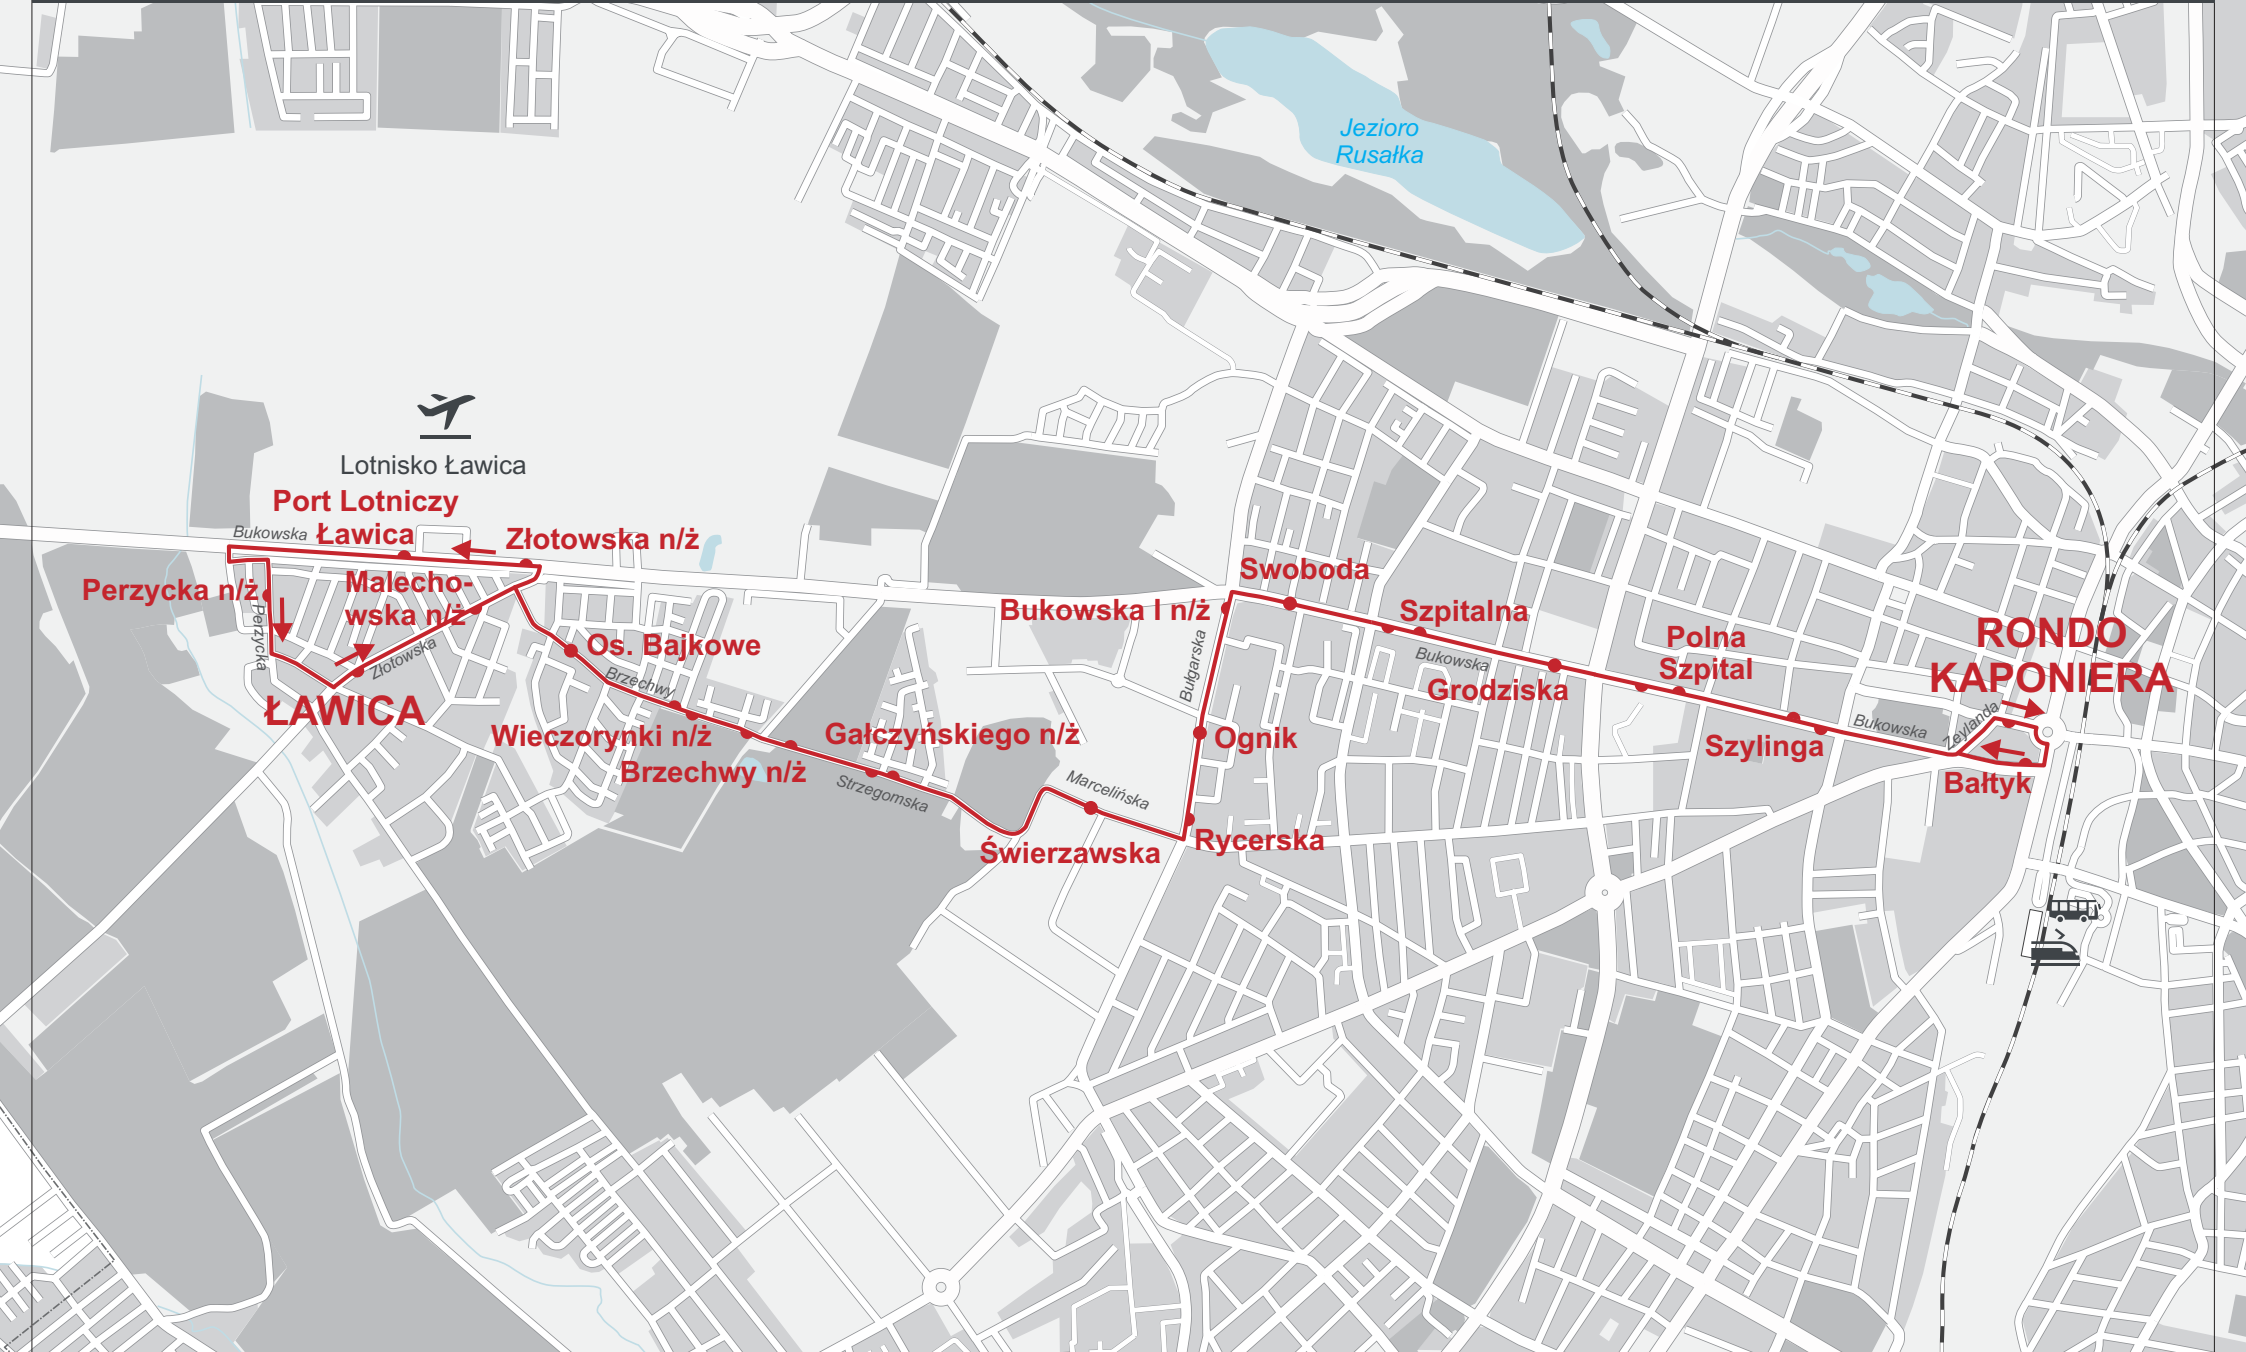 Jezioro
Rusałka
Lotnisko Ławica
Port Lotniczy
Ławica
Bukowska
Złotowska n/ż
Perzycka n/ż
Perzycka
Malecho-
wska n/ż
Złotowska
ŁAWICA
Os. Bajkowe
Brzechwy
Wieczorynki n/ż
Brzechwy n/ż
Gałczyńskiego n/ż
Strzegomska
Marcelińska
Świerzawska
Rycerska
Ognik
Bułgarska
Bukowska I n/ż
Swoboda
Szpitalna
Bukowska
Grodziska
Polna
Szpital
Szylinga
Bukowska
Zeylanda
Bałtyk
RONDO
KAPONIERA